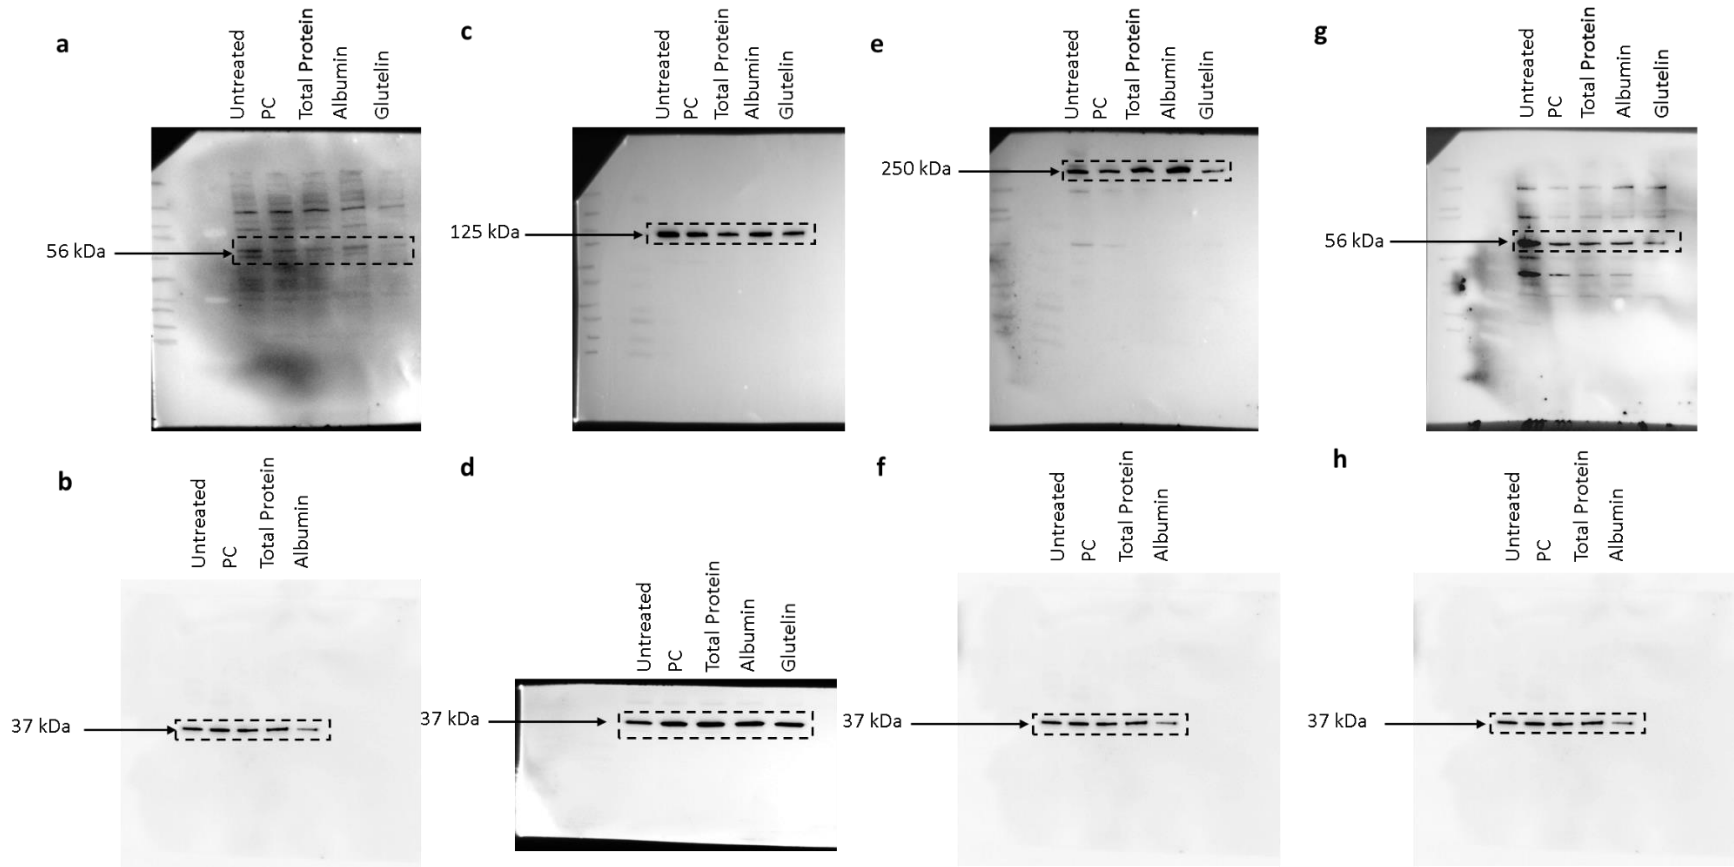 a
Untreated
PC
Total Protein
Albumin
Glutelin
56 kDa
c
Untreated
PC
Total Protein
Albumin
Glutelin
125 kDa
e
Untreated
PC
Total Protein
Albumin
Glutelin
250 kDa
g
Untreated
PC
Total Protein
Albumin
Glutelin
56 kDa
b
Untreated
PC
Total Protein
Albumin
37 kDa
d
Untreated
PC
Total Protein
Albumin
Glutelin
37 kDa
f
Untreated
PC
Total Protein
Albumin
37 kDa
h
Untreated
PC
Total Protein
Albumin
37 kDa